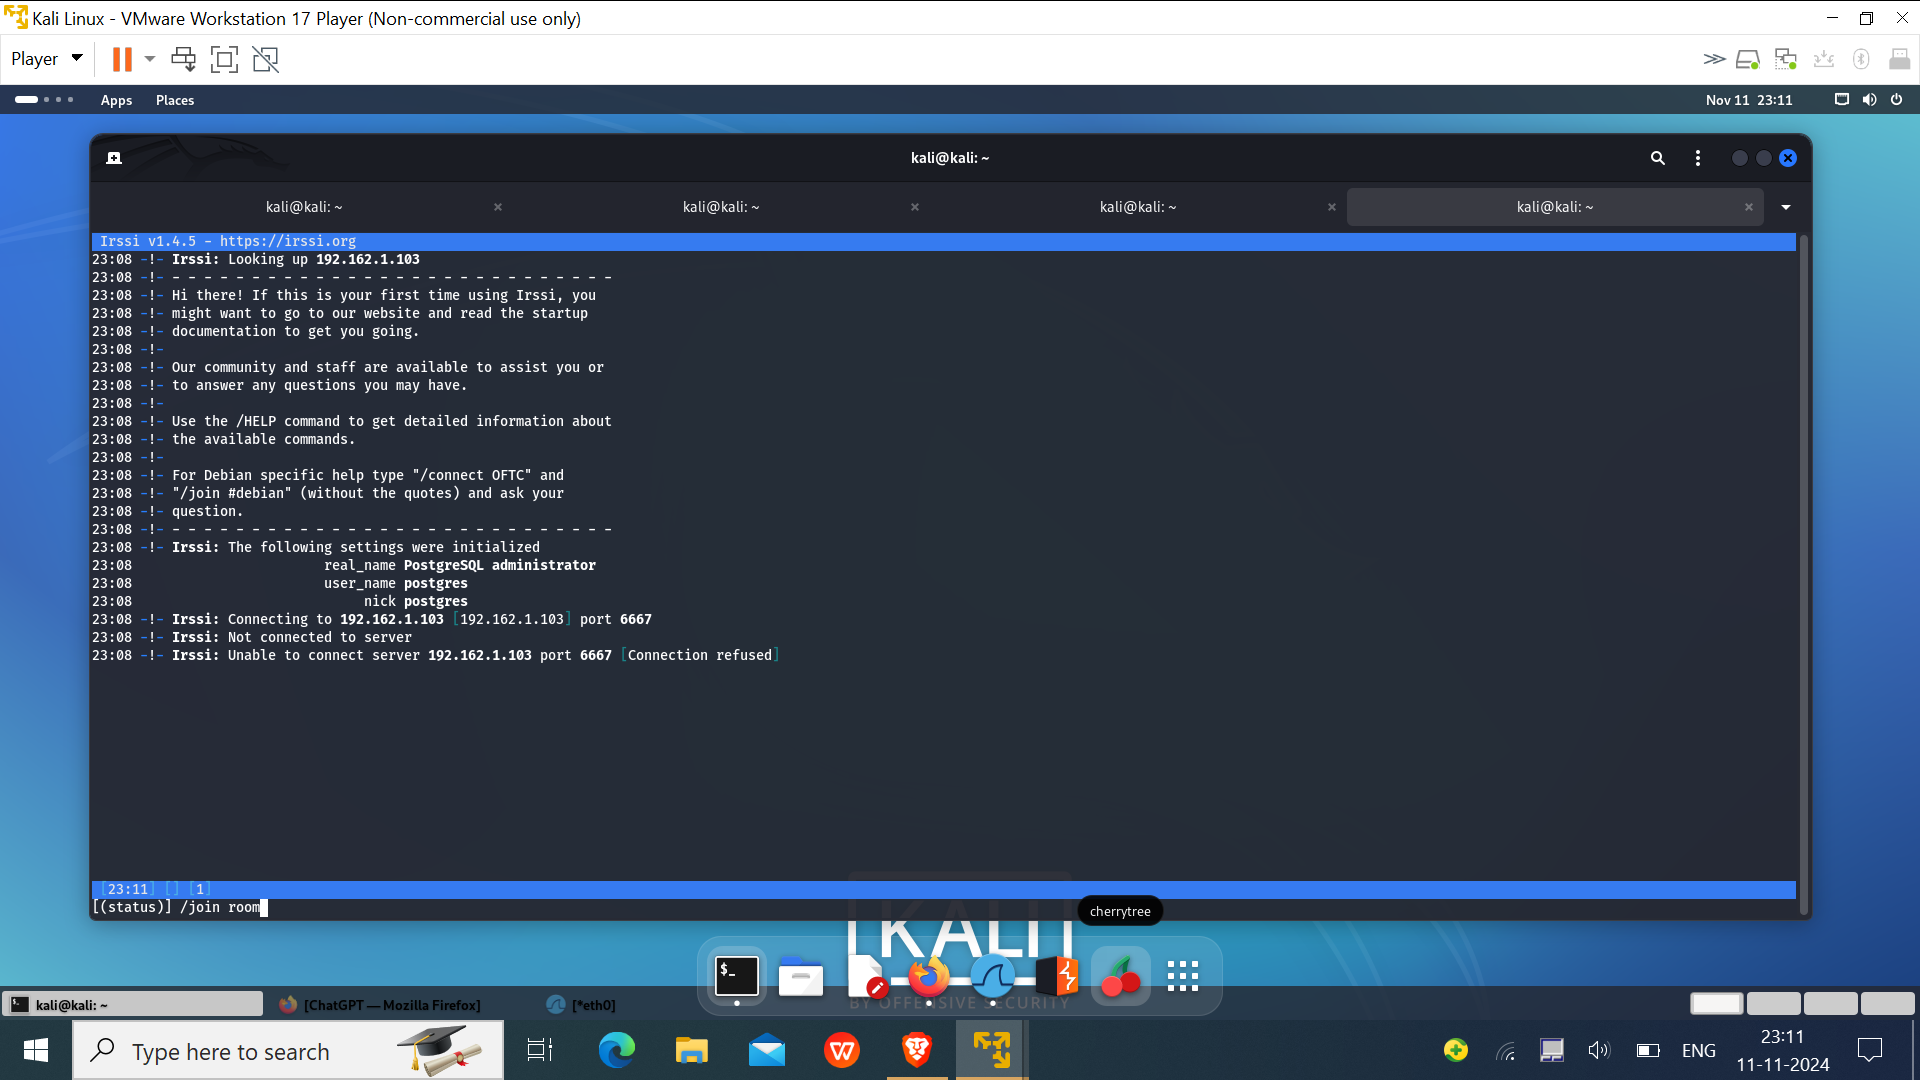 Kali Linux - VMware Workstation 17 Player (Non-commercial use only)
Player
Apps Places Nov 11 23:11
kali@kali: ~
kali@kali: ~ kali@kali: ~ kali@kali: ~ kali@kali: ~
Irssi v1.4.5 - https://irssi.org
23:08 -!- Irssi: Looking up 192.162.1.103
23:08 -!- - - - - - - - - - - - - - - - - - - - - - - - - - - - -
23:08 -!- Hi there! If this is your first time using Irssi, you
23:08 -!- might want to go to our website and read the startup
23:08 -!- documentation to get you going.
23:08 -!-
23:08 -!- Our community and staff are available to assist you or
23:08 -!- to answer any questions you may have.
23:08 -!-
23:08 -!- Use the /HELP command to get detailed information about
23:08 -!- the available commands.
23:08 -!-
23:08 -!- For Debian specific help type "/connect OFTC" and
23:08 -!- "/join #debian" (without the quotes) and ask your
23:08 -!- question.
23:08 -!- - - - - - - - - - - - - - - - - - - - - - - - - - - - -
23:08 -!- Irssi: The following settings were initialized
23:08 real_name PostgreSQL administrator
23:08 user_name postgres
23:08 nick postgres
23:08 -!- Irssi: Connecting to 192.162.1.103 [192.162.1.103] port 6667
23:08 -!- Irssi: Not connected to server
23:08 -!- Irssi: Unable to connect server 192.162.1.103 port 6667 [Connection refused]
[23:11] [] [1]
[(status)] /join room
cherrytree
KALI
BY OFFENSIVE SECURITY
kali@kali: ~ [ChatGPT — Mozilla Firefox] [*eth0]
Type here to search
ENG
23:11
11-11-2024